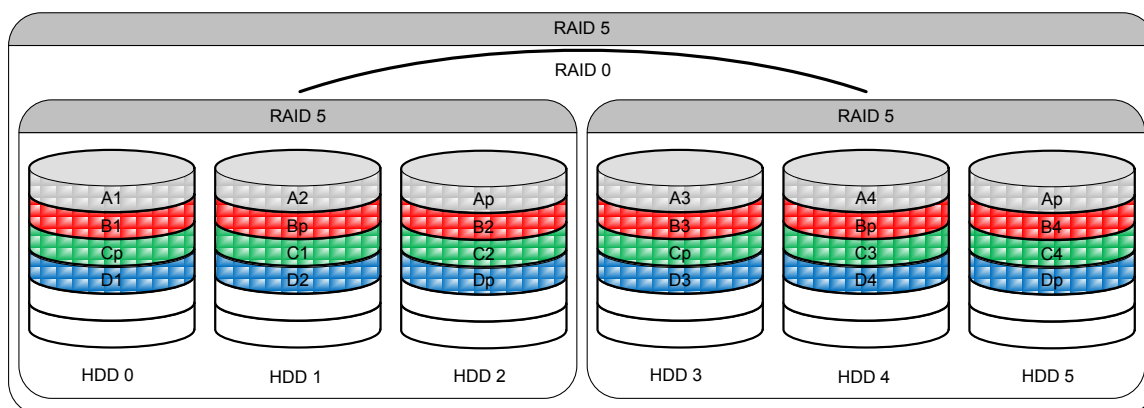 RAID 5
RAID 0
RAID 5 RAID 5
A1 A2 Ap A3 A4 Ap
B1 Bp B2 B3 Bp B4
Cp C1 C2 Cp C3 C4
D1 D2 Dp D3 D4 Dp
HDD 0 HDD 1 HDD 2 HDD 3 HDD 4 HDD 5